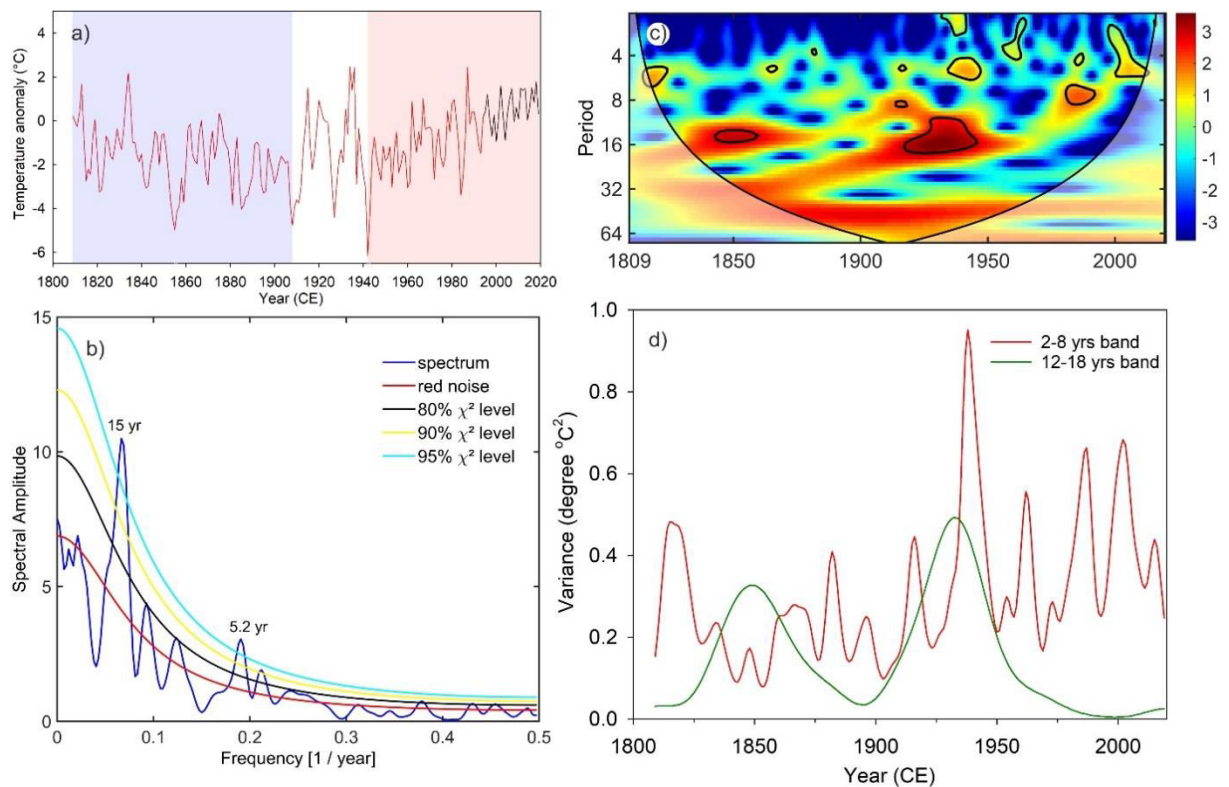 a)
Temperature anomaly (°C)
4
2
0
-2
-4
-6
1800 1820 1840 1860 1880 1900 1920 1940 1960 1980 2000 2020
Year (CE)
c)
Period
4
8
16
32
64
1809 1850 1900 1950 2000
3
2
1
0
-1
-2
-3
b)
Spectral Amplitude
15
10
5
0
15 yr
5.2 yr
spectrum
red noise
80% χ² level
90% χ² level
95% χ² level
0 0.1 0.2 0.3 0.4 0.5
Frequency [1 / year]
d)
Variance (degree °C²)
1.0
0.8
0.6
0.4
0.2
0.0
2-8 yrs band
12-18 yrs band
1800 1850 1900 1950 2000
Year (CE)